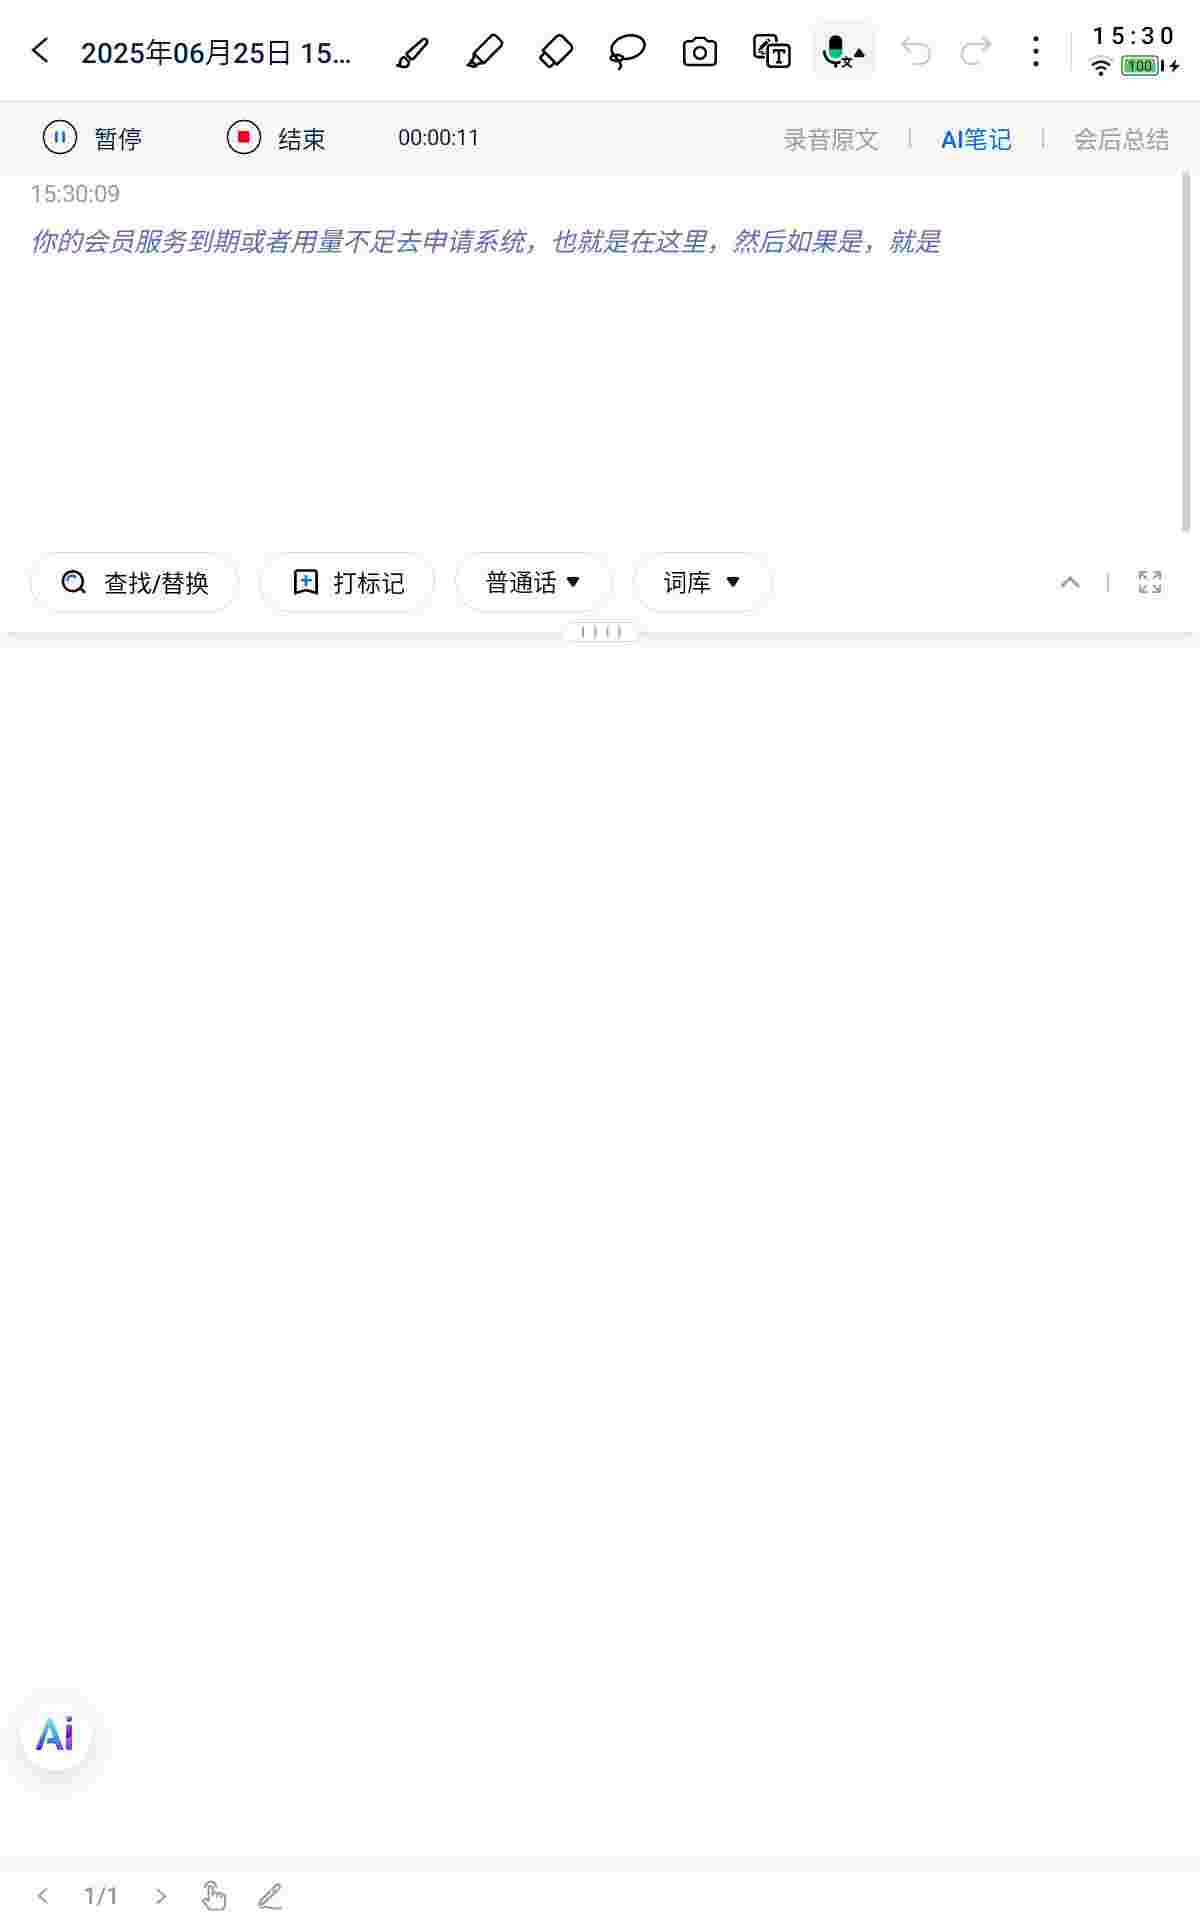 2025年06月25日 15...
15:30
100
暂停
结束
00:00:11
录音原文
AI笔记
会后总结
15:30:09
你的会员服务到期或者用量不足去申请系统，也就是在这里，然后如果是，就是
查找/替换
打标记
普通话
词库
Ai
1/1